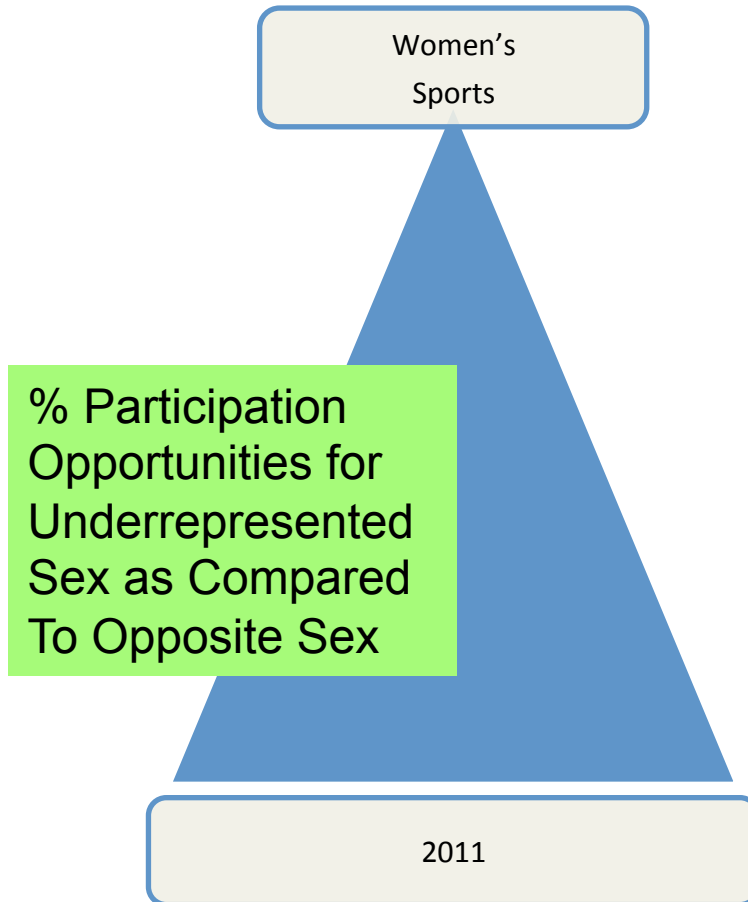 Women’s
Sports
% Participation
Opportunities for
Underrepresented
Sex as Compared
To Opposite Sex
2011